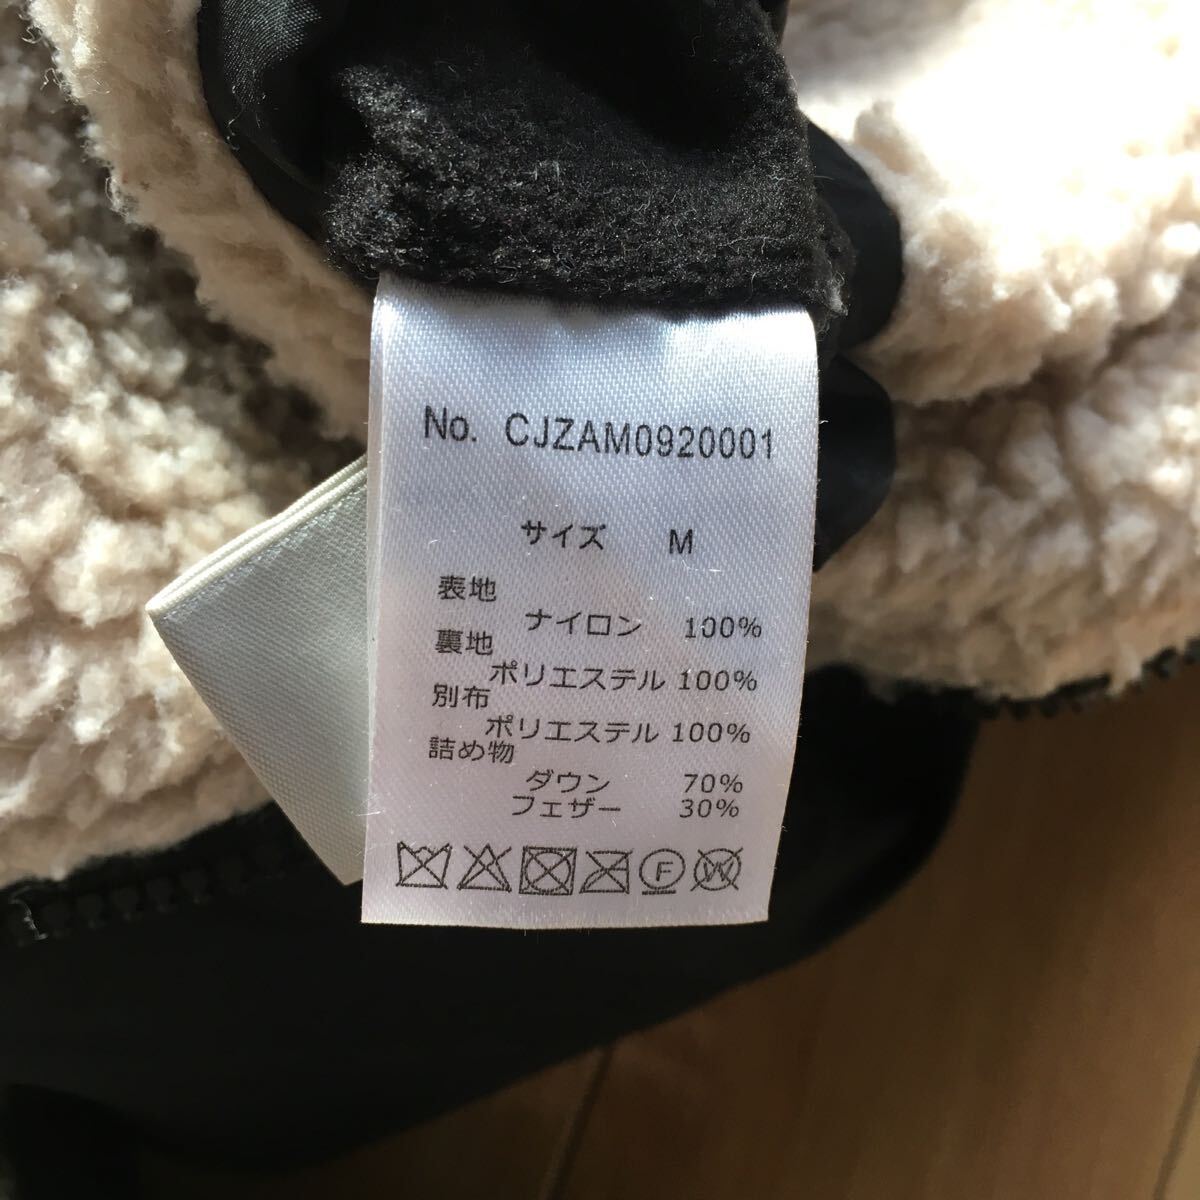 No. CJZAM0920001
サイズ M
表地
ナイロン 100%
裏地
ポリエステル 100%
別布
ポリエステル 100%
詰め物
ダウン 70%
フェザー 30%
F W